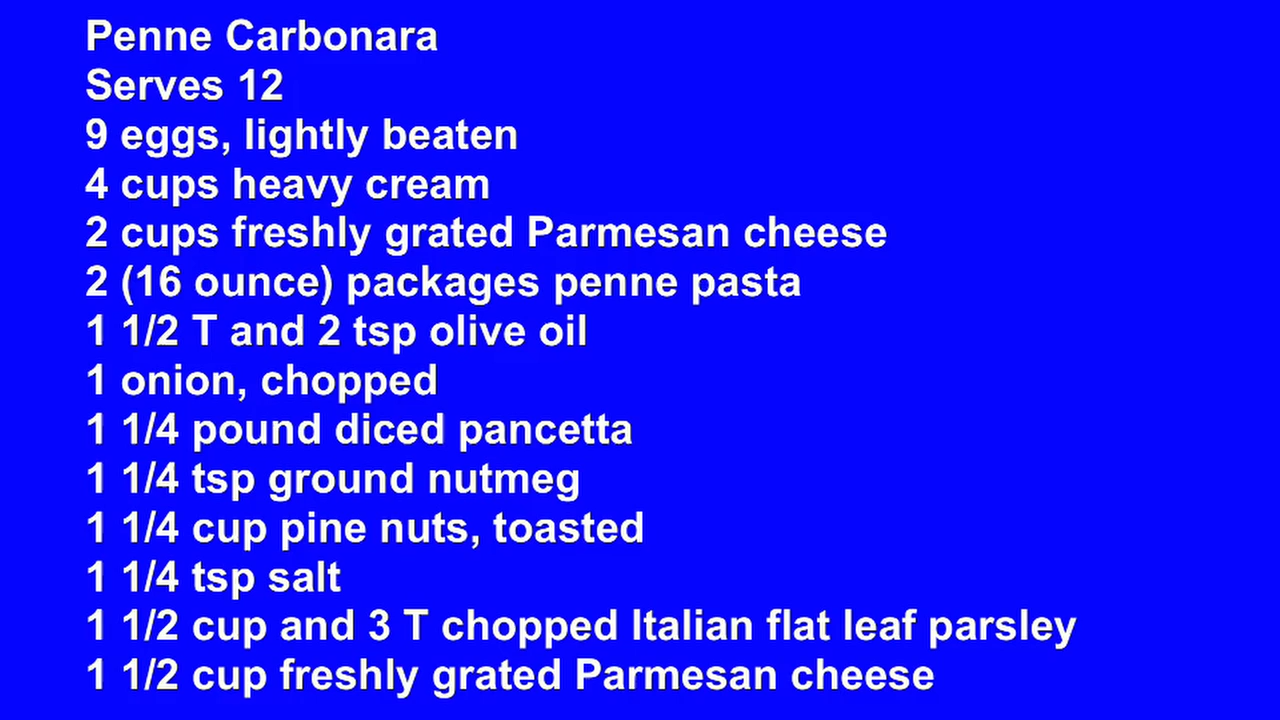 Penne Carbonara
Serves 12
9 eggs, lightly beaten
4 cups heavy cream
2 cups freshly grated Parmesan cheese
2 (16 ounce) packages penne pasta
1 1/2 T and 2 tsp olive oil
1 onion, chopped
1 1/4 pound diced pancetta
1 1/4 tsp ground nutmeg
1 1/4 cup pine nuts, toasted
1 1/4 tsp salt
1 1/2 cup and 3 T chopped Italian flat leaf parsley
1 1/2 cup freshly grated Parmesan cheese